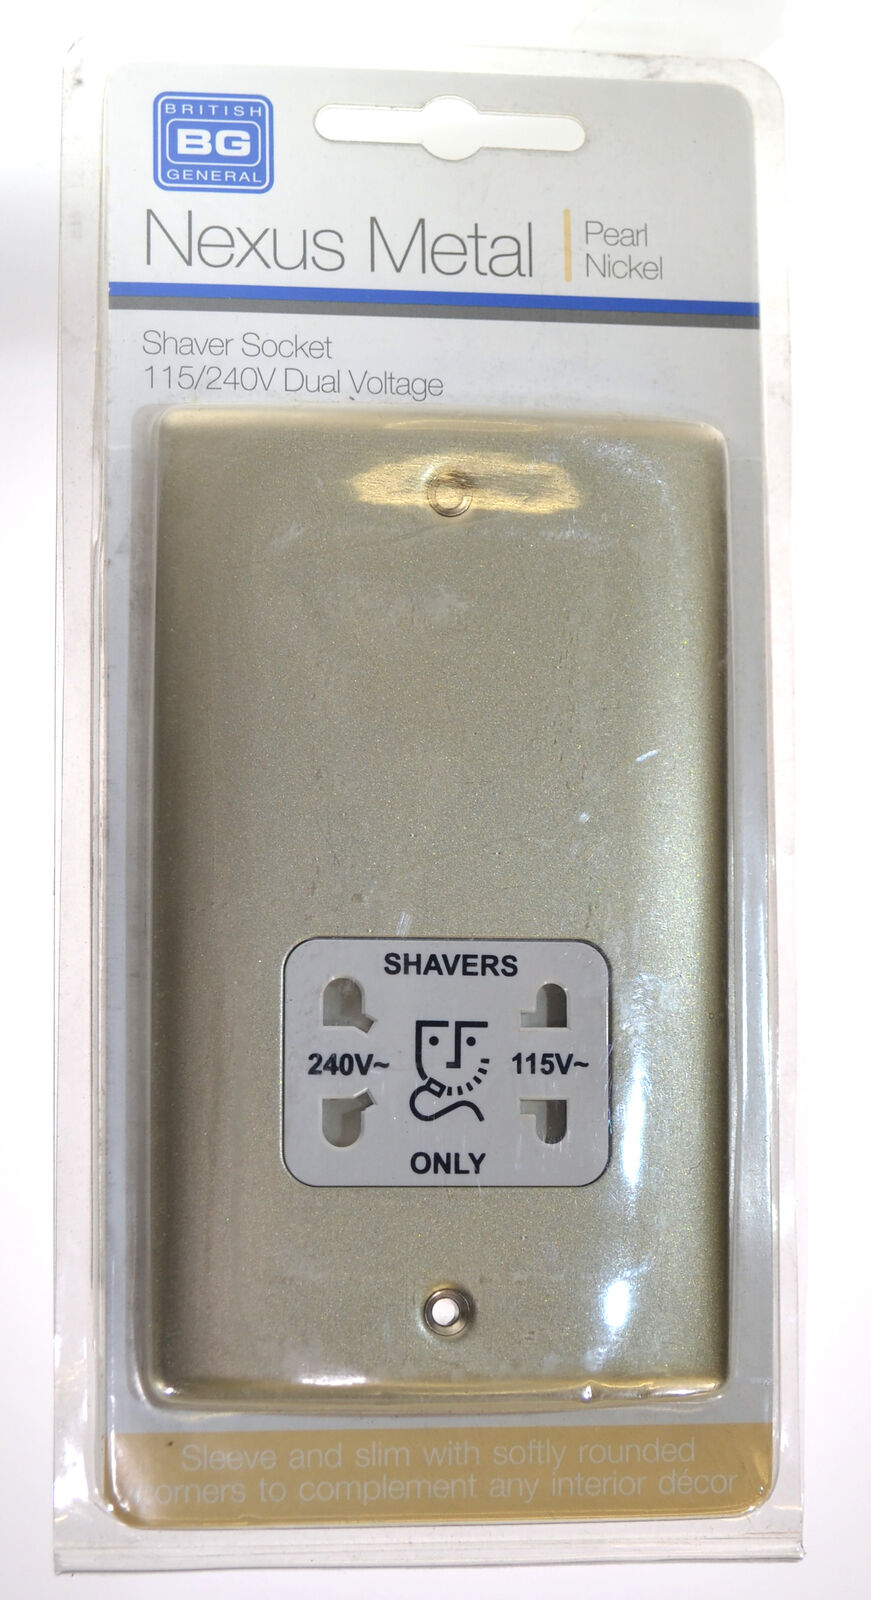 BRITISH
BG
GENERAL
Nexus Metal
Pearl
Nickel
Shaver Socket
115/240V Dual Voltage
SHAVERS
240V~
115V~
ONLY
Sleeve and slim with softly rounded
corners to complement any interior décor